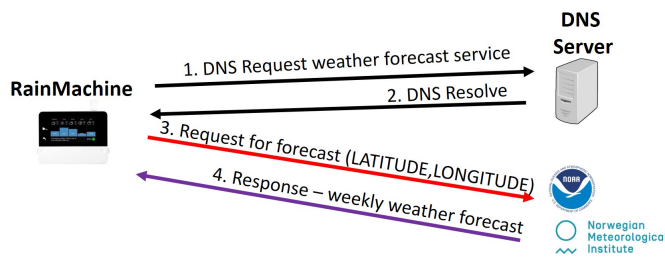 DNS
Server
1. DNS Request weather forecast service
RainMachine
2. DNS Resolve
3. Request for forecast (LATITUDE,LONGITUDE)
4. Response – weekly weather forecast
NOAA
Norwegian
Meteorologica
Institute